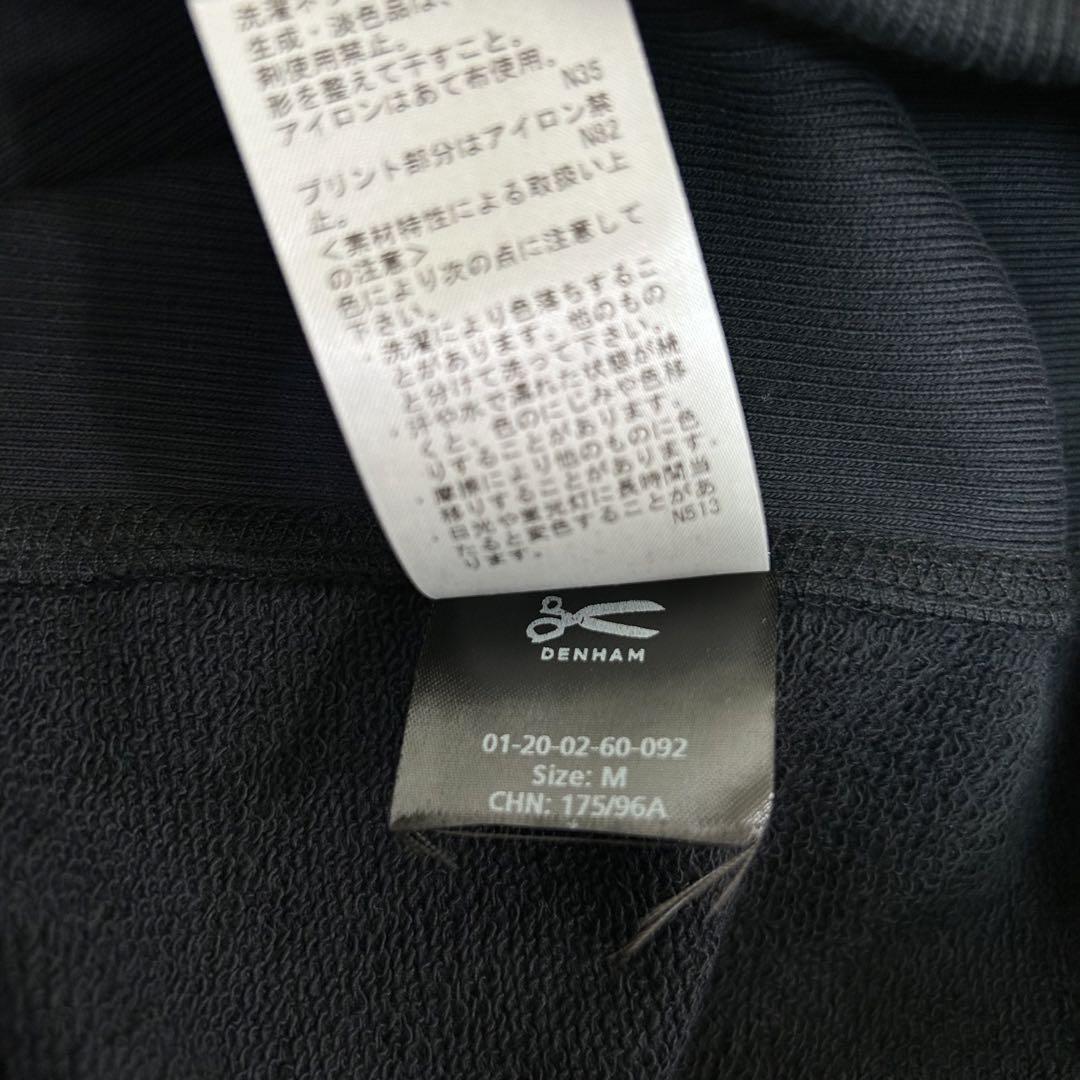 洗濯ネッ
生成・淡色品は、
剤使用禁止。
形を整えて干すこと。
アイロンはあて布使用。
N35
プリント部分はアイロン禁
止。
N82
<素材特性による取扱い上
の注意>
色により次の点に注意して
下さい。
・洗濯により色落ちするこ
とがあります。他のもの
と分けて洗って下さい。
・汗や水で濡れた状態が続
くと、色のにじみや色移
りすることがあります。
・摩擦により他のものに色
移りすることがあります。
・日光や蛍光灯に長時間当
たると変色することがあ
ります。
N513
DENHAM
01-20-02-60-092
Size: M
CHN: 175/96A